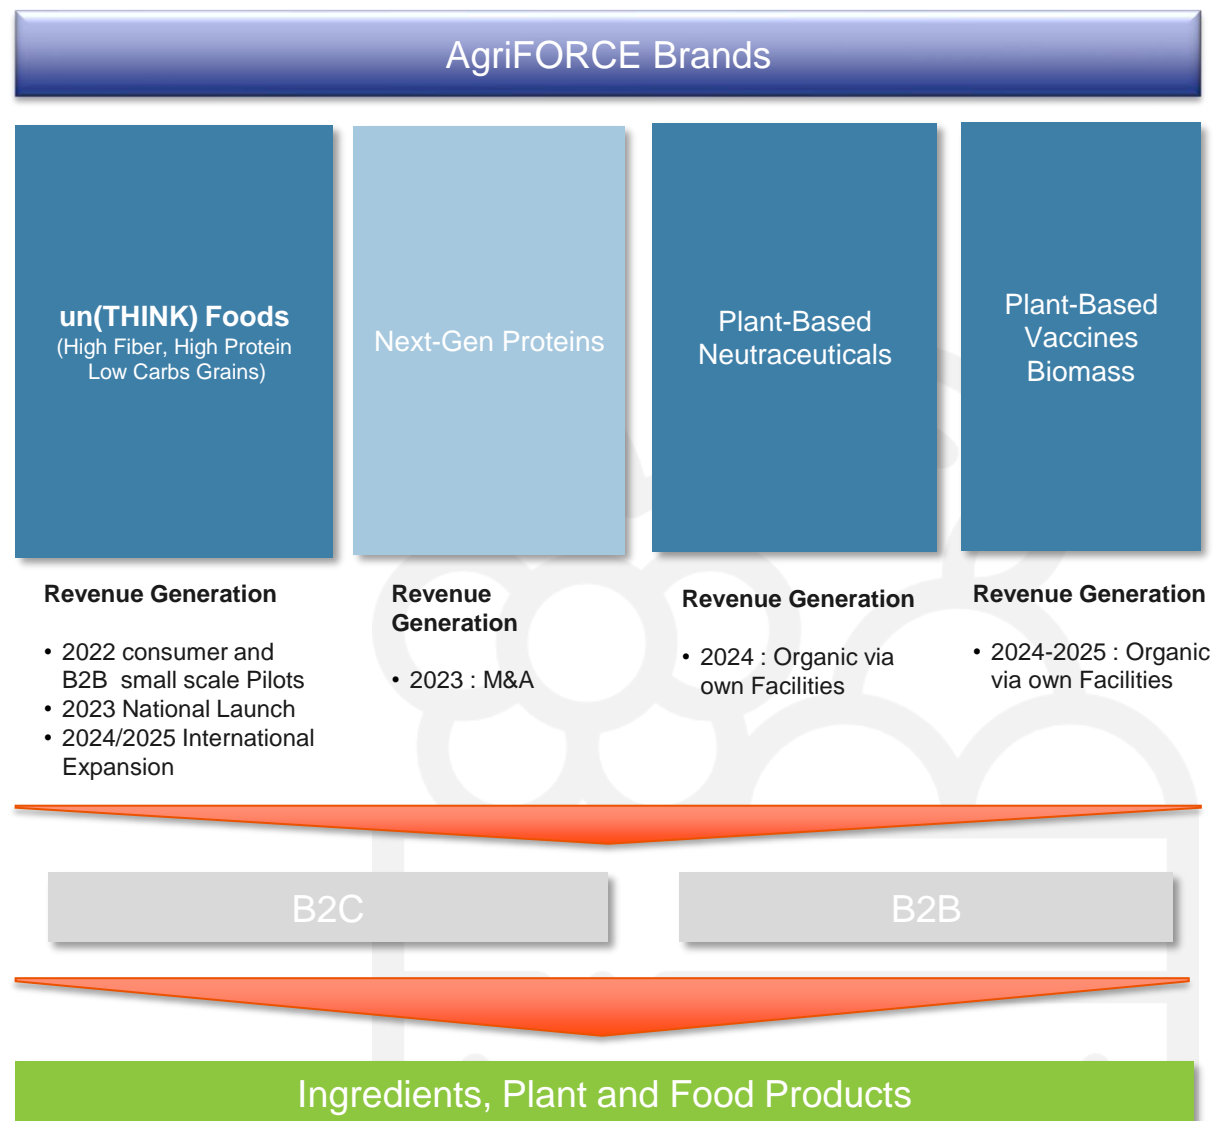 AgriFORCE Brands
un(THINK) Foods
(High Fiber, High Protein
Low Carbs Grains)
Next-Gen Proteins
Plant-Based
Neutraceuticals
Plant-Based
Vaccines
Biomass
Revenue Generation
• 2022 consumer and
B2B small scale Pilots
• 2023 National Launch
• 2024/2025 International
Expansion
Revenue
Generation
• 2023 : M&A
Revenue Generation
• 2024 : Organic via
own Facilities
Revenue Generation
• 2024-2025 : Organic
via own Facilities
B2C
B2B
Ingredients, Plant and Food Products